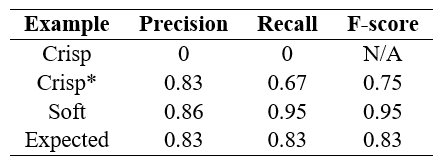 Example Precision Recall F-score
Crisp 0 0 N/A
Crisp* 0.83 0.67 0.75
Soft 0.86 0.95 0.95
Expected 0.83 0.83 0.83